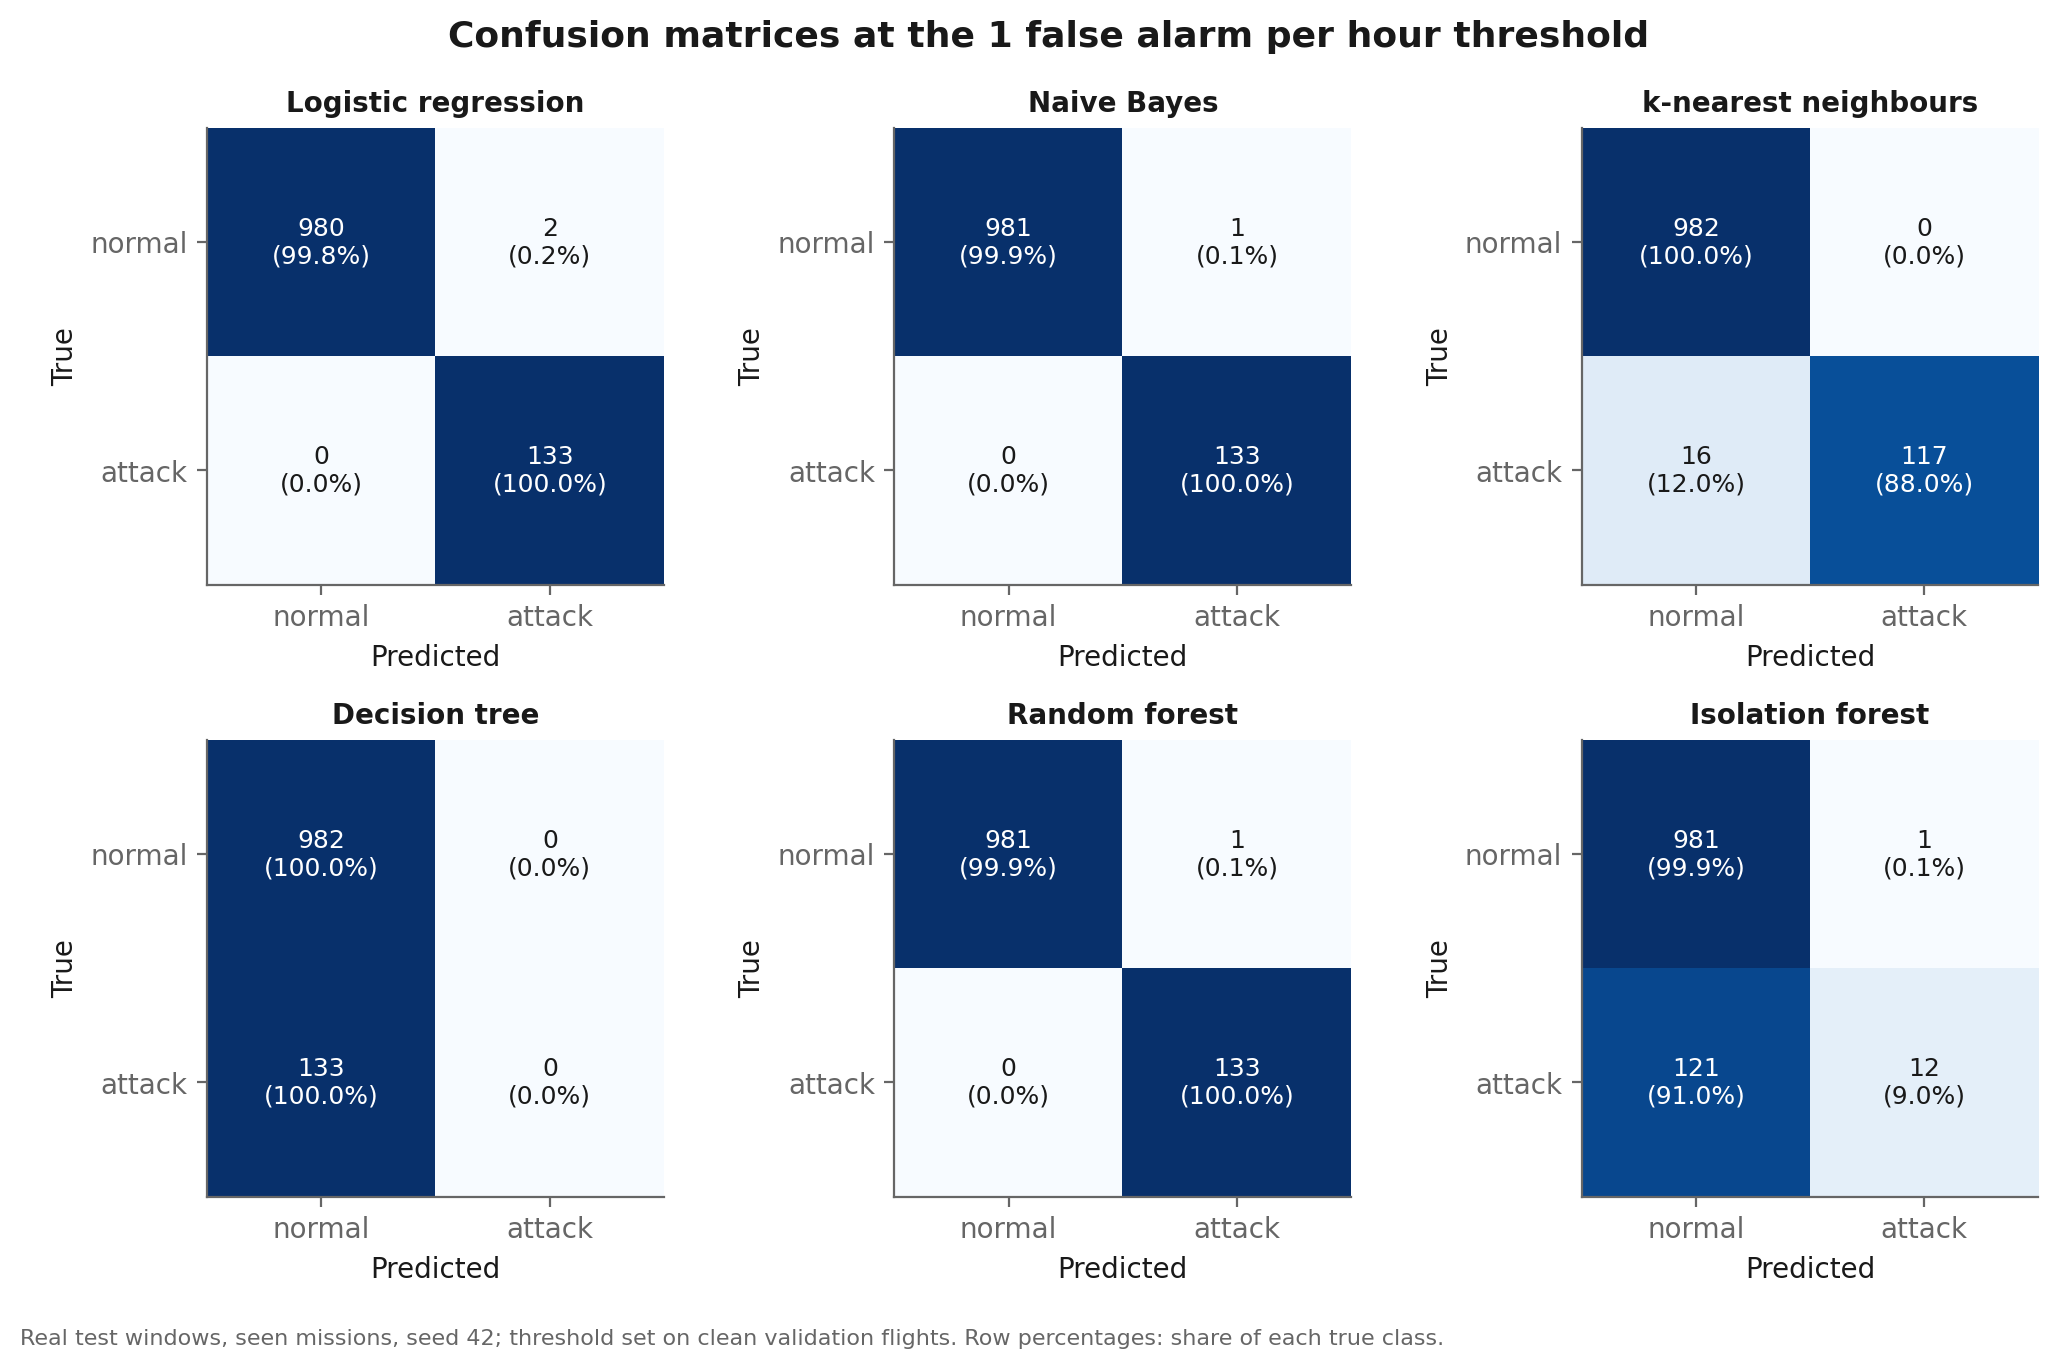 Confusion matrices at the 1 false alarm per hour threshold
Logistic regression
normal
980
(99.8%)
2
(0.2%)
True
attack
0
(0.0%)
133
(100.0%)
normal
attack
Predicted
Naive Bayes
normal
981
(99.9%)
1
(0.1%)
True
attack
0
(0.0%)
133
(100.0%)
normal
attack
Predicted
k-nearest neighbours
normal
982
(100.0%)
0
(0.0%)
True
attack
16
(12.0%)
117
(88.0%)
normal
attack
Predicted
Decision tree
normal
982
(100.0%)
0
(0.0%)
True
attack
133
(100.0%)
0
(0.0%)
normal
attack
Predicted
Random forest
normal
981
(99.9%)
1
(0.1%)
True
attack
0
(0.0%)
133
(100.0%)
normal
attack
Predicted
Isolation forest
normal
981
(99.9%)
1
(0.1%)
True
attack
121
(91.0%)
12
(9.0%)
normal
attack
Predicted
Real test windows, seen missions, seed 42; threshold set on clean validation flights. Row percentages: share of each true class.